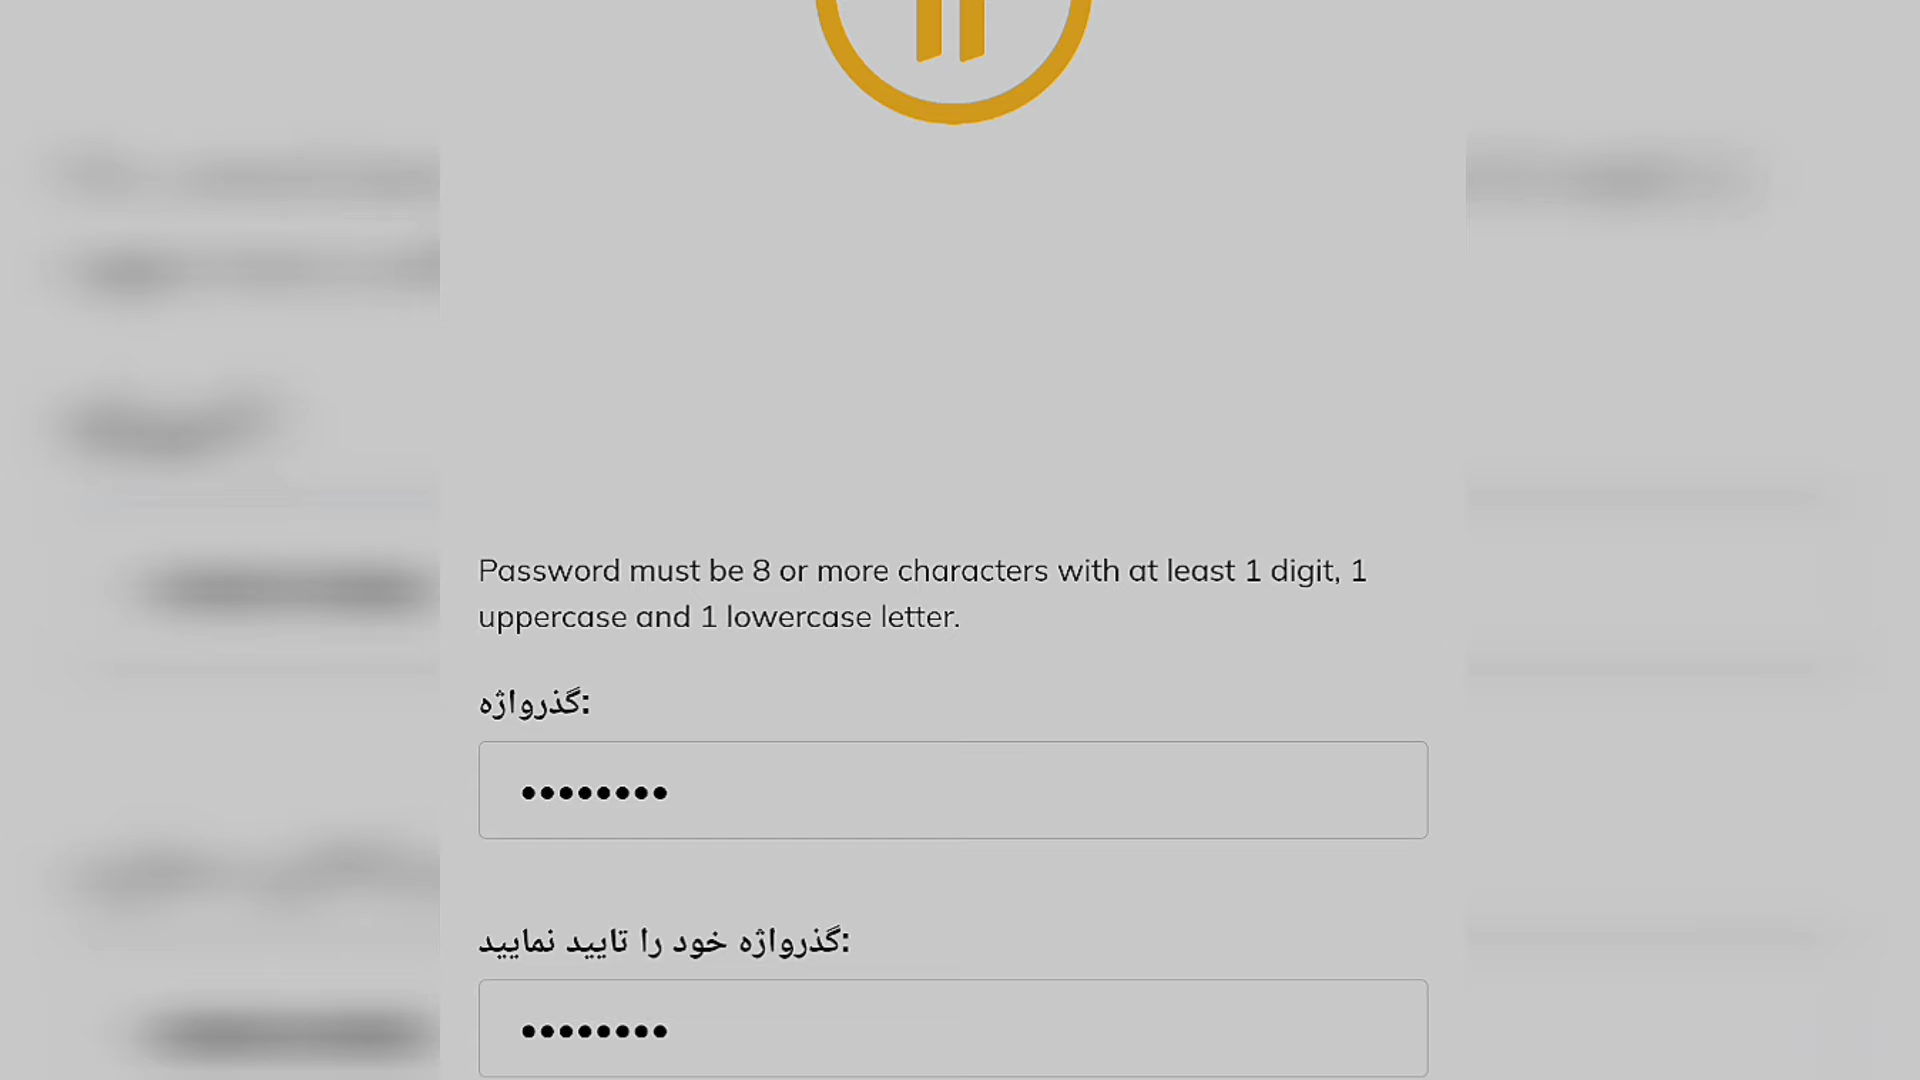 Password must be 8 or more characters with at least 1 digit, 1
uppercase and 1 lowercase letter.
گذرواژه:
••••••••
گذرواژه خود را تایید نمایید:
••••••••